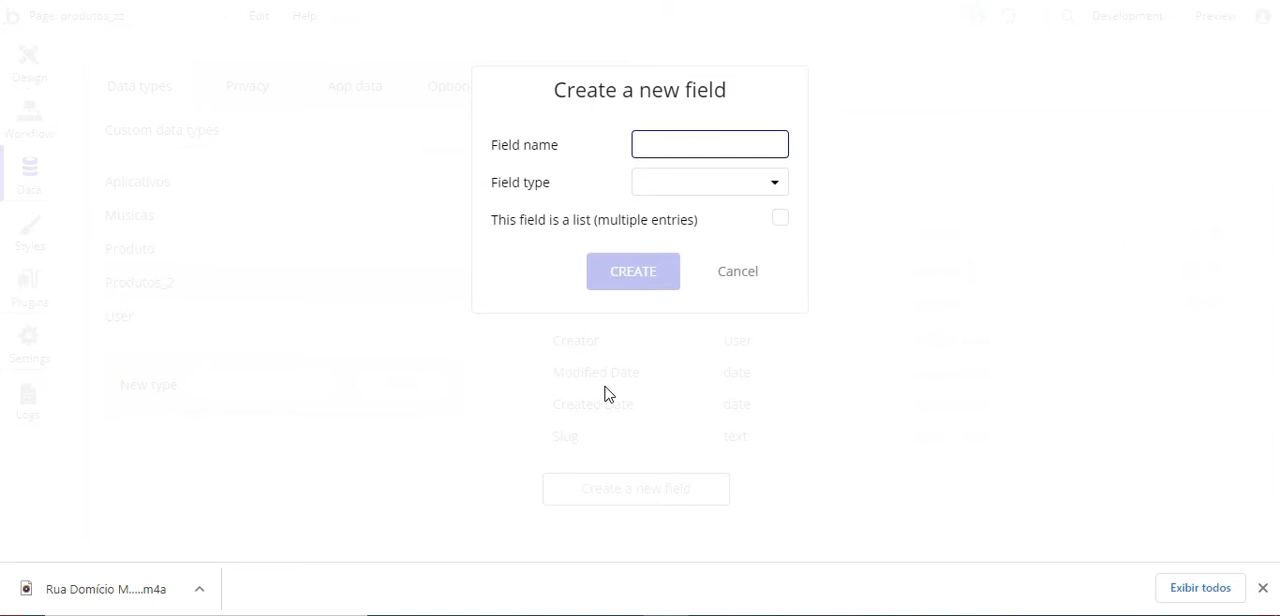 Page: produtos_zz
Edit
Help
Development
Preview
Design
Workflow
Data
Styles
Plugins
Settings
Logs
Data types
Privacy
App data
Option
Custom data types
Aplicativos
Musicas
Produto
Produtos_2
User
New type
Create a new field
Field name
Field type
This field is a list (multiple entries)
CREATE
Cancel
Creator User
Modified Date date
Created Date date
Slug text
Create a new field
Rua Domício M.....m4a
Exibir todos